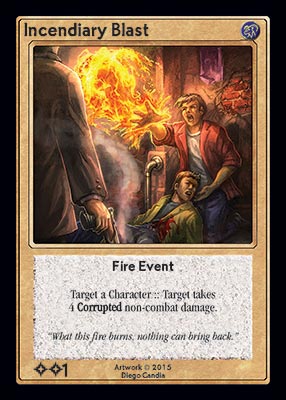 Incendiary Blast
Fire Event
Target a Character :: Target takes
4 Corrupted non-combat damage.
"What this fire burns, nothing can bring back."
1
Artwork © 2015
Diego Candia